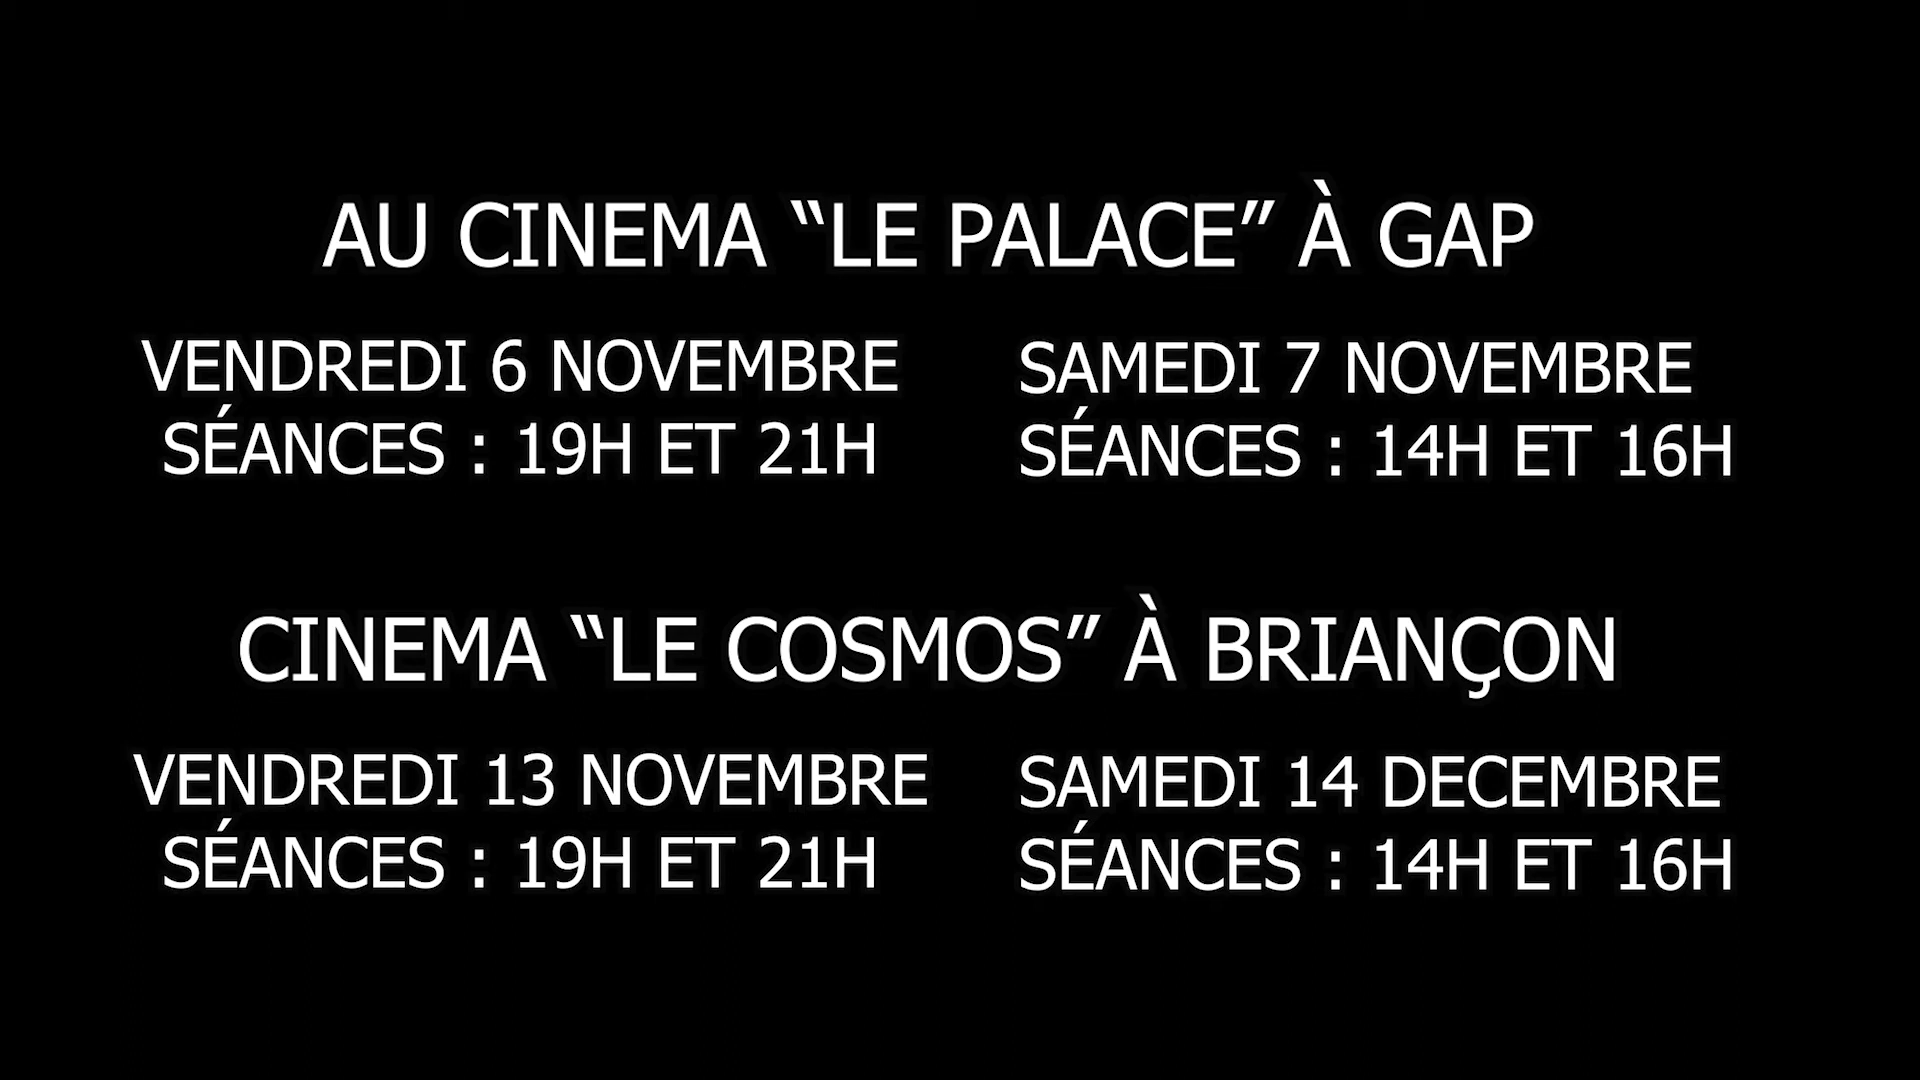 AU CINEMA “LE PALACE” À GAP
VENDREDI 6 NOVEMBRE
SÉANCES : 19H ET 21H
SAMEDI 7 NOVEMBRE
SÉANCES : 14H ET 16H
CINEMA “LE COSMOS” À BRIANÇON
VENDREDI 13 NOVEMBRE
SÉANCES : 19H ET 21H
SAMEDI 14 DECEMBRE
SÉANCES : 14H ET 16H